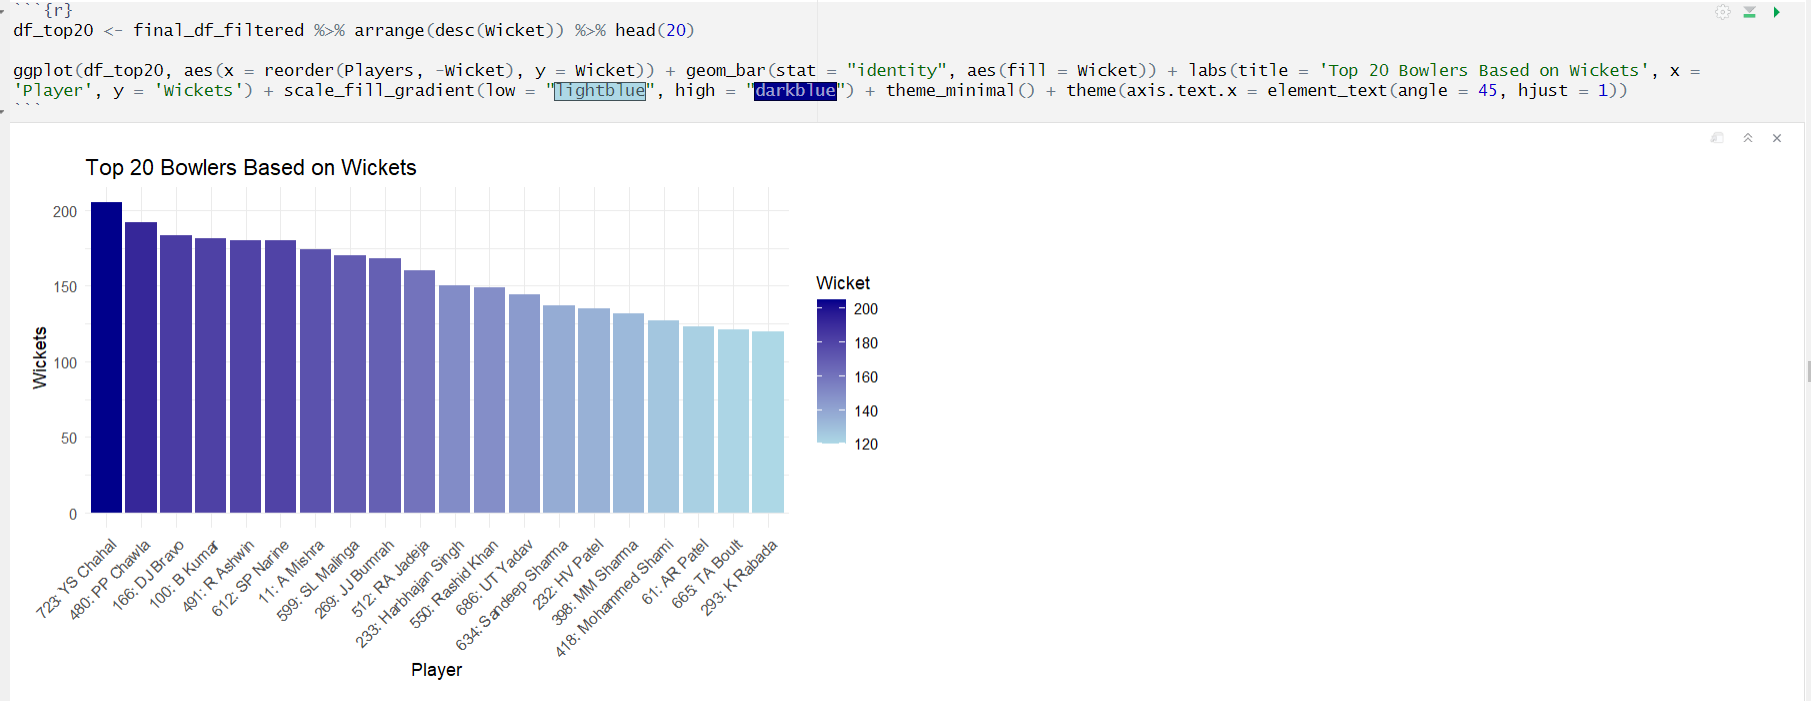 ```{r}
df_top20 <- final_df_filtered %>% arrange(desc(Wicket)) %>% head(20)
ggplot(df_top20, aes(x = reorder(Players, -Wicket), y = Wicket)) + geom_bar(stat = "identity", aes(fill = Wicket)) + labs(title = 'Top 20 Bowlers Based on Wickets', x =
'Player', y = 'Wickets') + scale_fill_gradient(low = "lightblue", high = "darkblue") + theme_minimal() + theme(axis.text.x = element_text(angle = 45, hjust = 1))
```
Top 20 Bowlers Based on Wickets
Wickets
200
150
100
50
0
723: YS Chahal
480: PP Chawla
166: DJ Bravo
100: B Kumar
491: R Ashwin
612: SP Narine
11: A Mishra
599: SL Malinga
269: JJ Bumrah
512: RA Jadeja
233: Harbhajan Singh
550: Rashid Khan
686: UT Yadav
634: Sandeep Sharma
232: HV Patel
398: MM Sharma
418: Mohammed Shami
61: AR Patel
665: TA Boult
293: K Rabada
Player
Wicket
200
180
160
140
120